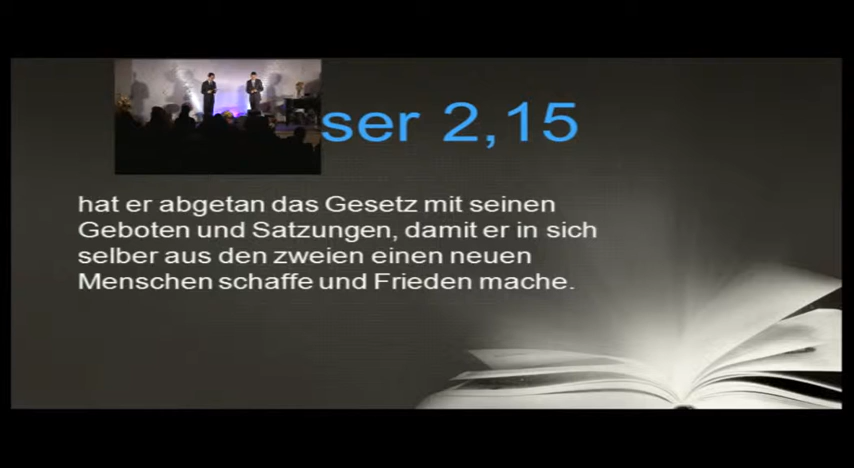 ser 2,15
hat er abgetan das Gesetz mit seinen
Geboten und Satzungen, damit er in sich
selber aus den zweien einen neuen
Menschen schaffe und Frieden mache.